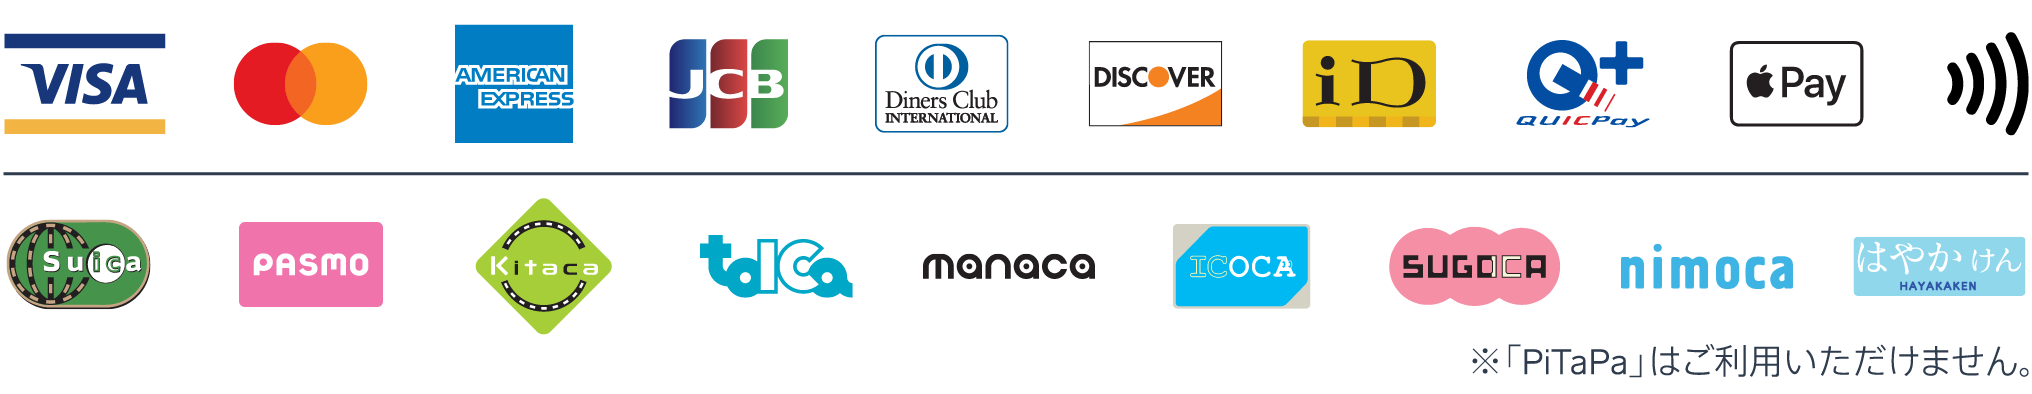 VISA
AMERICAN
EXPRESS
JCB
Diners Club
INTERNATIONAL
DISCOVER
iD
QUICPay
Pay
Suica
PASMO
Kitaca
toICa
manaca
ICOCA
SUGOCA
nimoca
はやかけん
HAYAKAKEN
※「PiTaPa」はご利用いただけません。